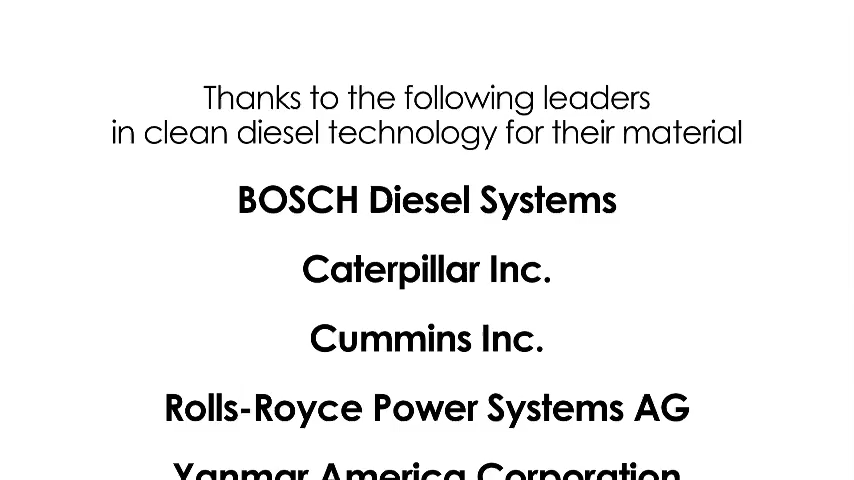 Thanks to the following leaders
in clean diesel technology for their material
BOSCH Diesel Systems
Caterpillar Inc.
Cummins Inc.
Rolls-Royce Power Systems AG
Yanmar America Corporation